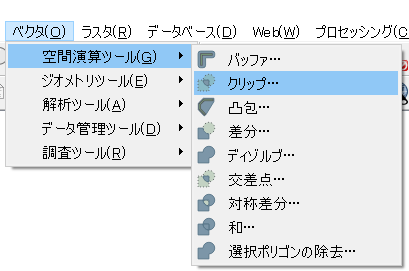 ベクタ(O) ラスタ(R) データベース(D) Web(W) プロセッシング(C
空間演算ツール(G)
ジオメトリツール(E)
解析ツール(A)
データ管理ツール(D)
調査ツール(R)
バッファ…
クリップ…
凸包…
差分…
ディゾルブ…
交差点…
対称差分…
和…
選択ポリゴンの除去…